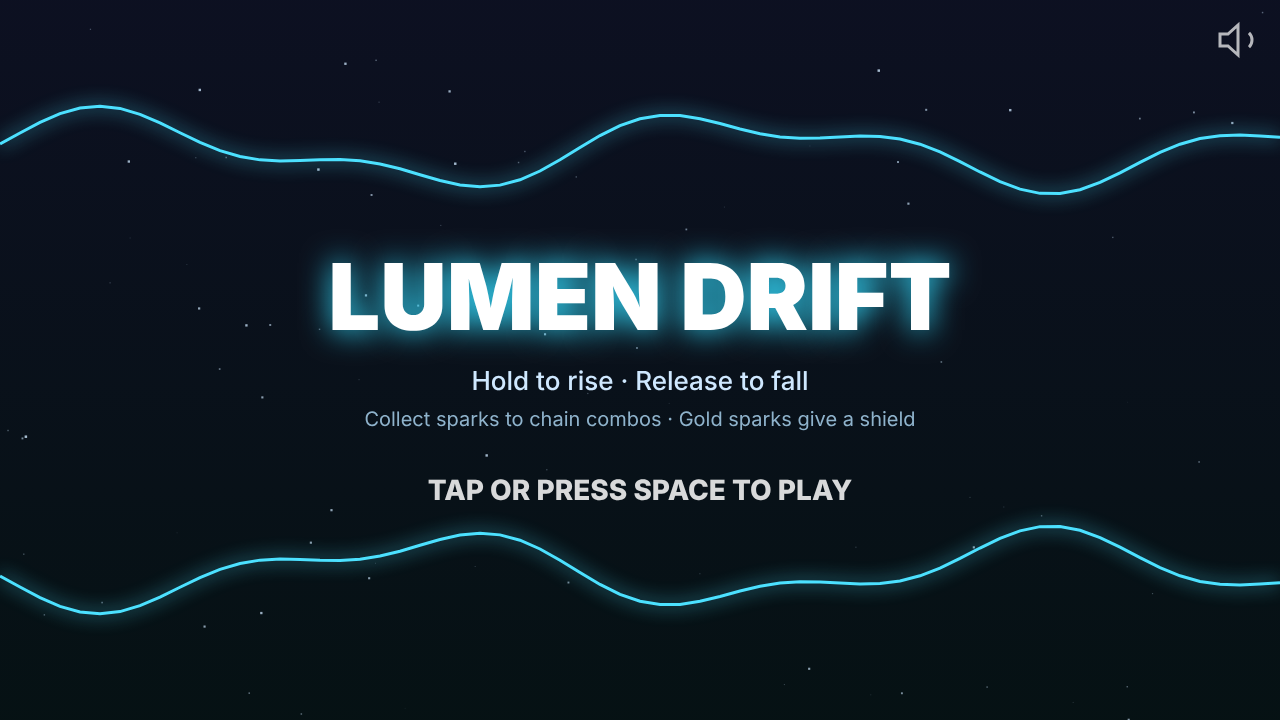 LUMEN DRIFT
Hold to rise · Release to fall
Collect sparks to chain combos · Gold sparks give a shield
TAP OR PRESS SPACE TO PLAY